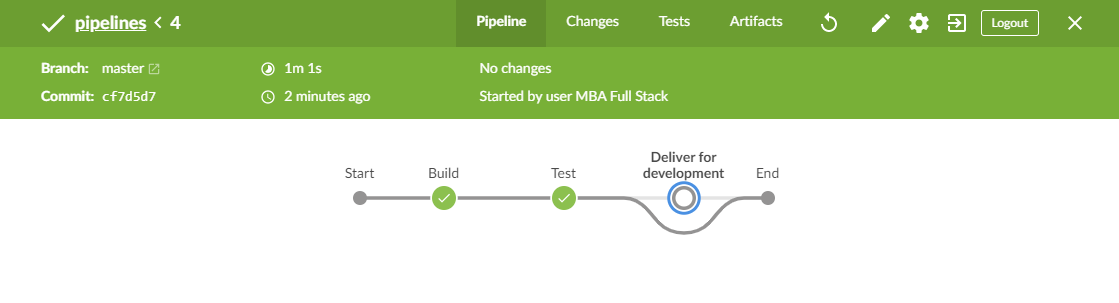 pipelines < 4
Pipeline Changes Tests Artifacts Logout
Branch: master 1m 1s No changes
Commit: cf7d5d7 2 minutes ago Started by user MBA Full Stack
Start Build Test Deliver for
development End